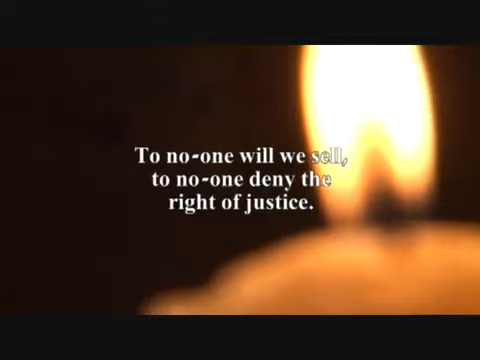 To no-one will we sell,
to no-one deny the
right of justice.